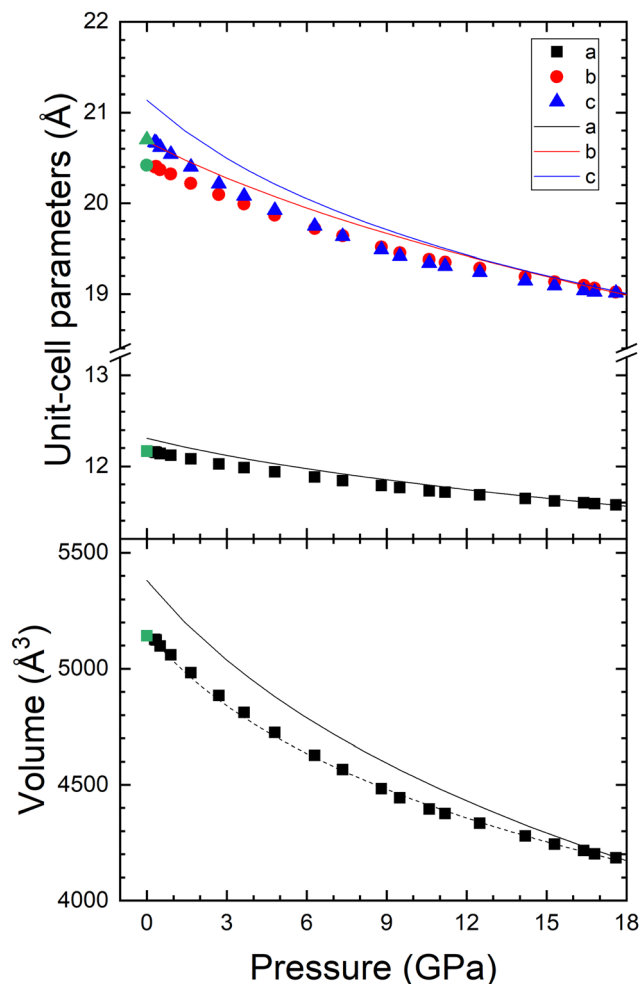 22
21
20
19
13
12
Unit-cell parameters (Å)
a
b
c
a
b
c
5500
5000
4500
4000
Volume (Å³)
0 3 6 9 12 15 18
Pressure (GPa)